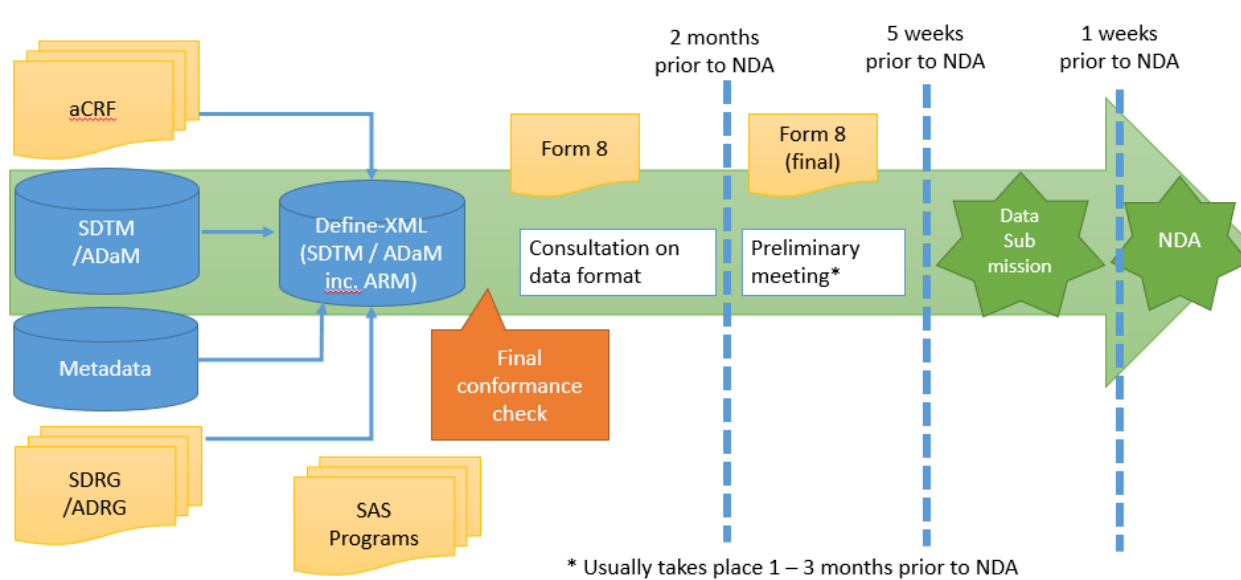 2 months
prior to NDA
5 weeks
prior to NDA
1 weeks
prior to NDA
aCRF
Form 8
Form 8
(final)
SDTM
/ADaM
Define-XML
(SDTM / ADaM
inc. ARM)
Consultation on
data format
Preliminary
meeting*
Data
Sub
mission
NDA
Metadata
Final
conformance
check
SDRG
/ADRG
SAS
Programs
* Usually takes place 1 – 3 months prior to NDA